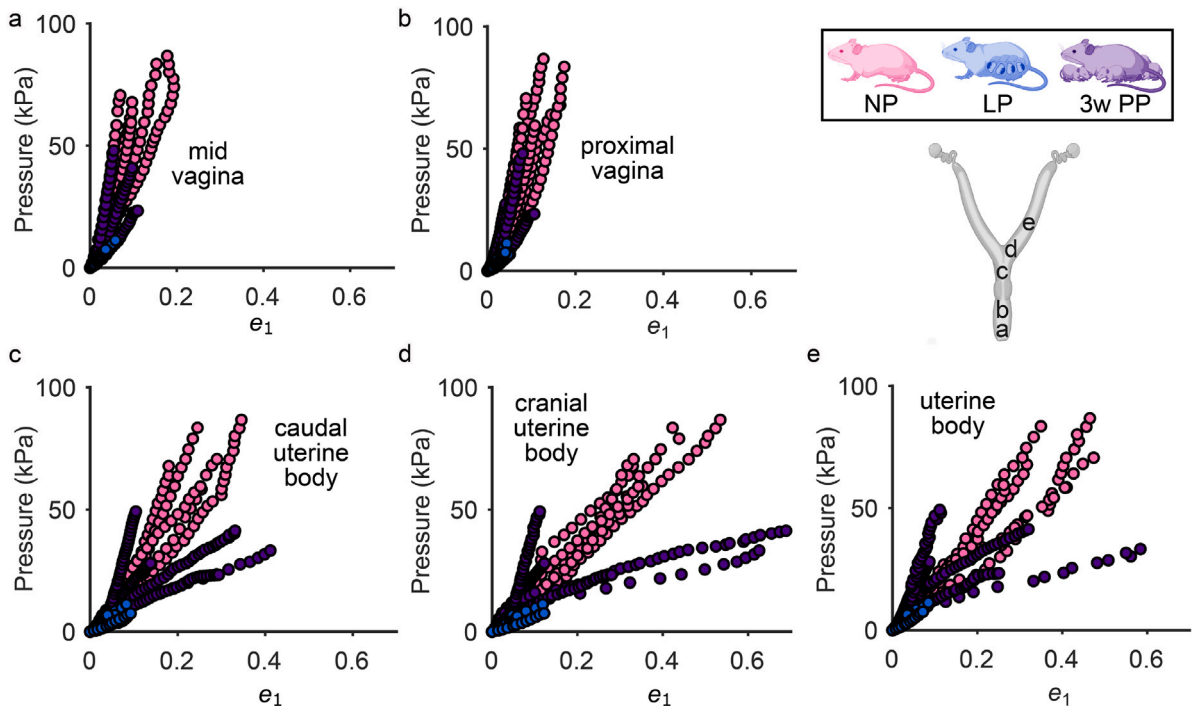 a
100
50
0
Pressure (kPa)
mid
vagina
0
0.2
0.4
0.6
e1
b
100
50
0
Pressure (kPa)
proximal
vagina
0
0.2
0.4
0.6
e1
NP
LP
3w PP
e
d
c
b
a
c
100
50
0
Pressure (kPa)
caudal
uterine
body
0
0.2
0.4
0.6
e1
d
100
50
0
Pressure (kPa)
cranial
uterine
body
0
0.2
0.4
0.6
e1
e
100
50
0
Pressure (kPa)
uterine
body
0
0.2
0.4
0.6
e1